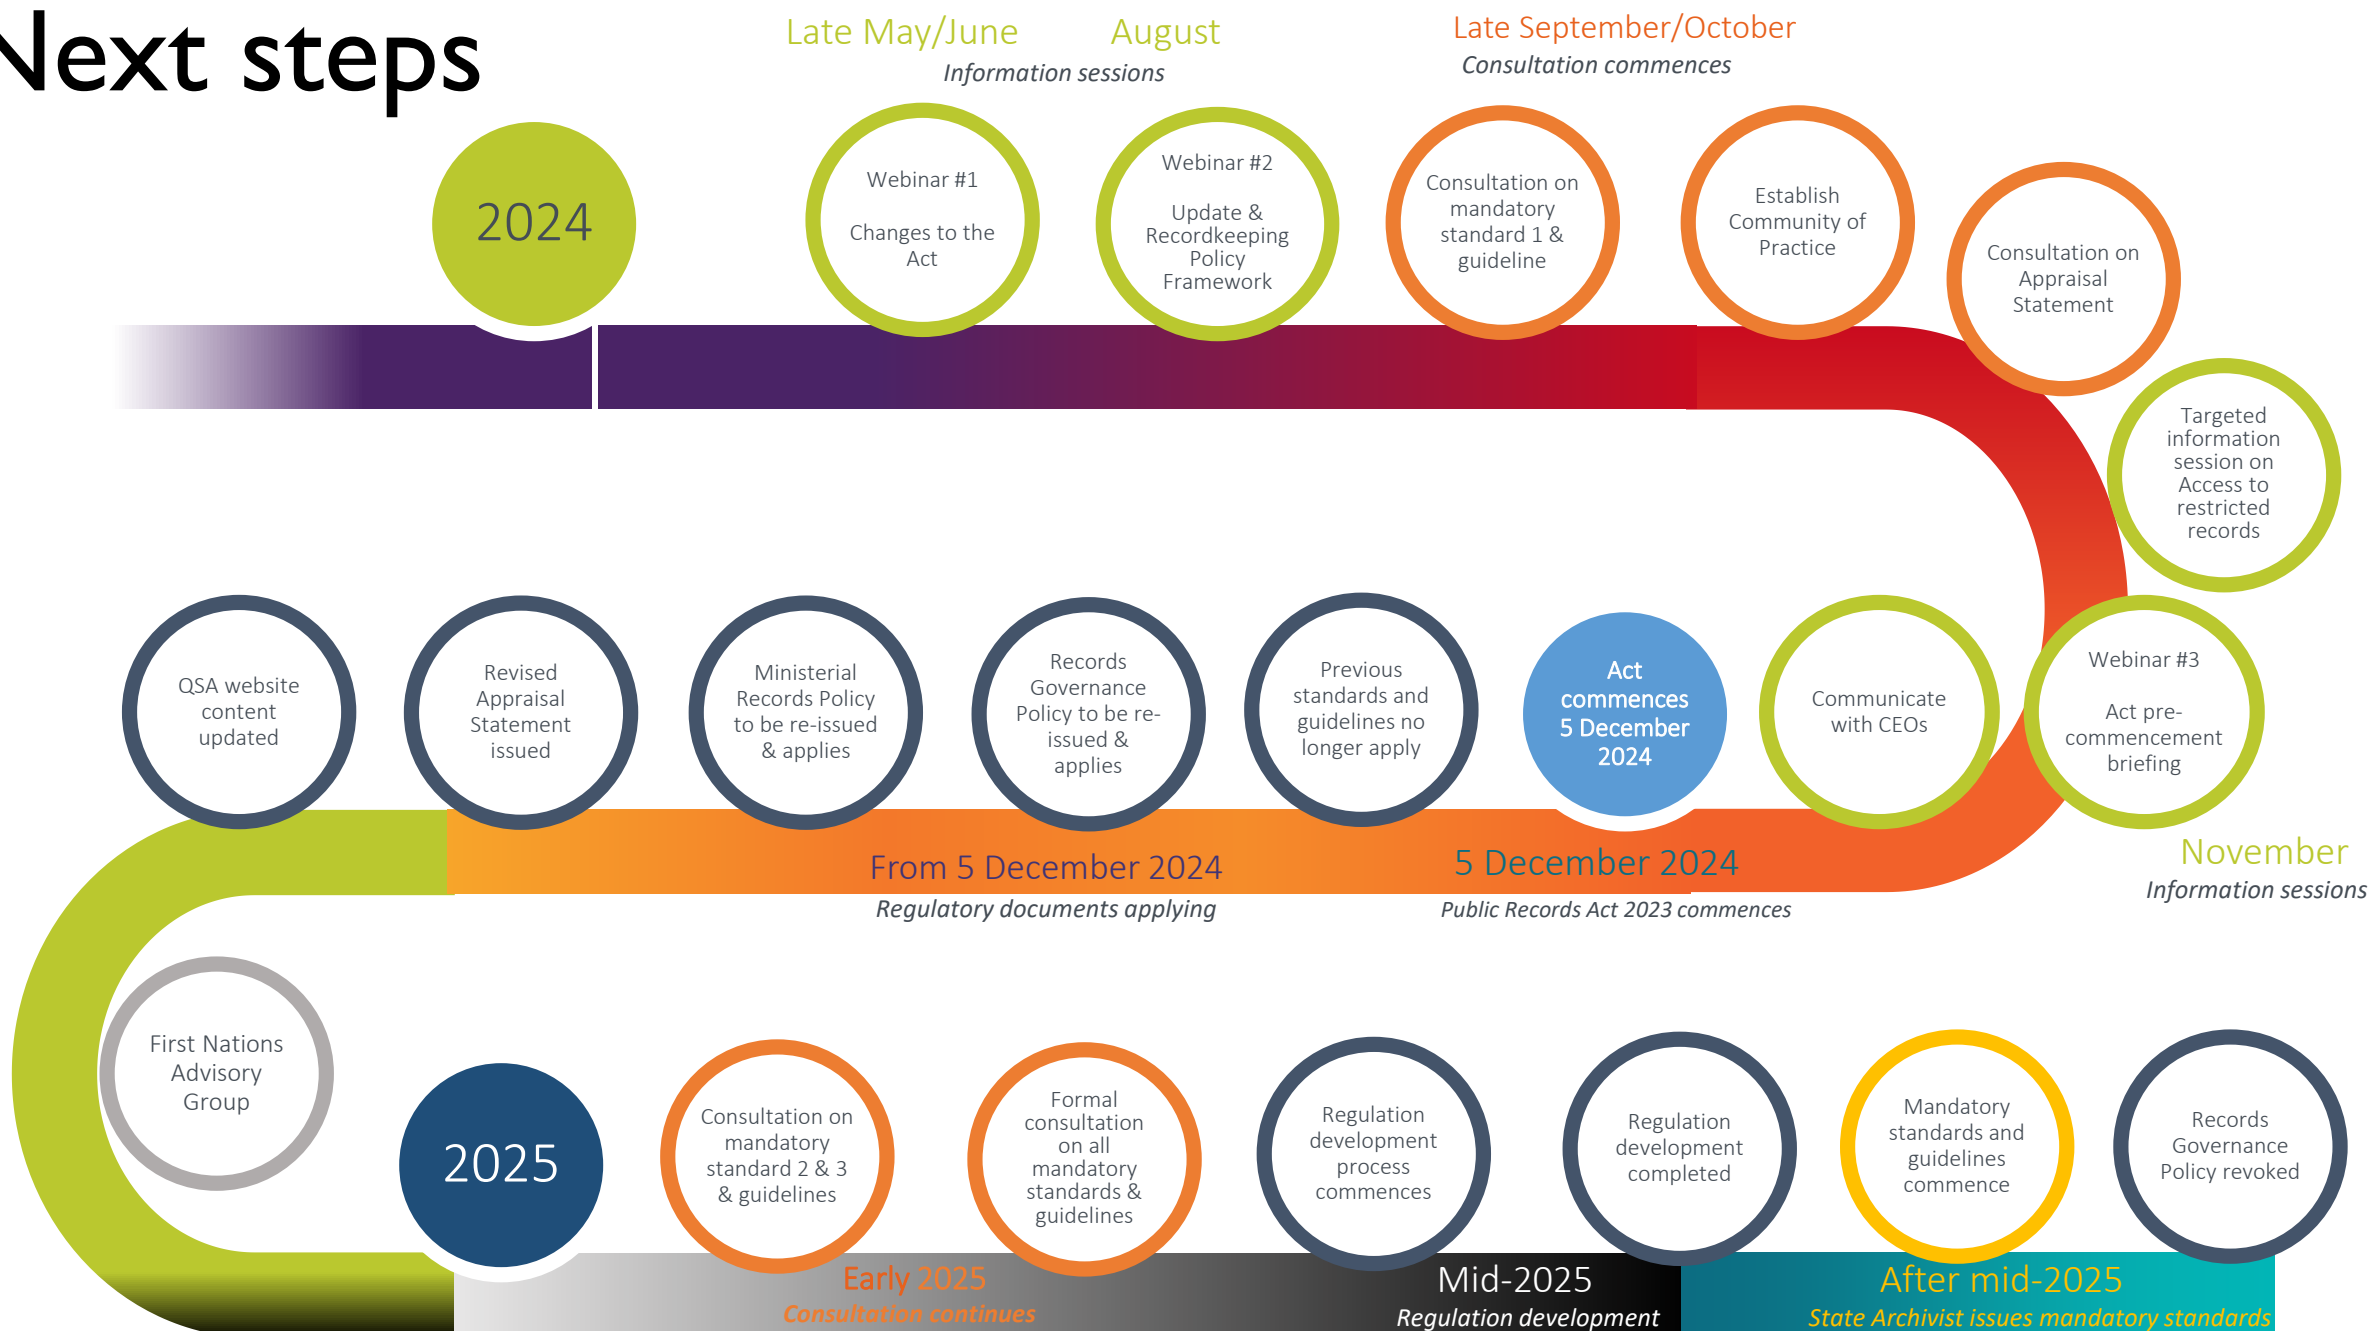 Next steps
Late May/June
August
Information sessions
Late September/October
Consultation commences
2024
Webinar #1
Changes to the
Act
Webinar #2
Update &
Recordkeeping
Policy
Framework
Consultation on
mandatory
standard 1 &
guideline
Establish
Community of
Practice
Consultation on
Appraisal
Statement
Targeted
information
session on
Access to
restricted
records
Webinar #3
Act pre-
commencement
briefing
November
Information sessions
Communicate
with CEOs
Act
commences
5 December
2024
5 December 2024
Public Records Act 2023 commences
Previous
standards and
guidelines no
longer apply
Records
Governance
Policy to be re-
issued &
applies
Ministerial
Records Policy
to be re-issued
& applies
Revised
Appraisal
Statement
issued
QSA website
content
updated
From 5 December 2024
Regulatory documents applying
First Nations
Advisory
Group
2025
Consultation on
mandatory
standard 2 & 3
& guidelines
Formal
consultation
on all
mandatory
standards &
guidelines
Early 2025
Consultation continues
Regulation
development
process
commences
Regulation
development
completed
Mid-2025
Regulation development
Mandatory
standards and
guidelines
commence
Records
Governance
Policy revoked
After mid-2025
State Archivist issues mandatory standards